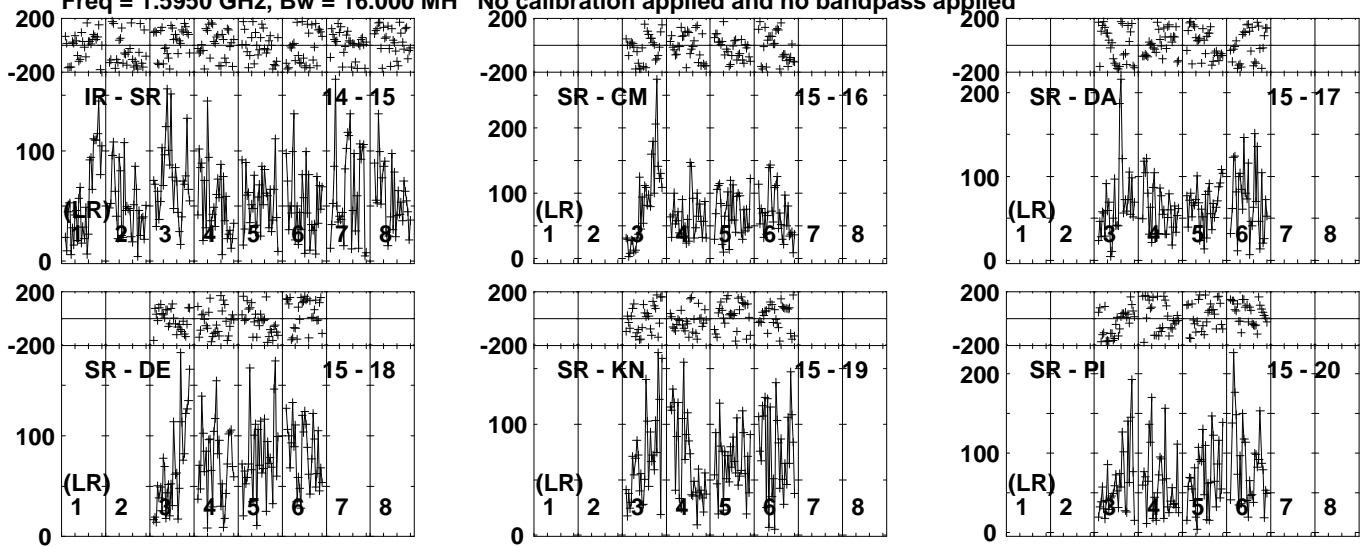 Freq = 1.5950 GHz, Bw = 16.000 MH No calibration applied and no bandpass applied
200
-200
IR - SR 14 - 15
100
(LR)
1 2 3 4 5 6 7 8
0
SR - CM 15 - 16
200
100
(LR)
1 2 3 4 5 6 7 8
0
200
-200
SR - DA 15 - 17
200
100
(LR)
1 2 3 4 5 6 7 8
0
200
-200
SR - DE 15 - 18
100
(LR)
1 2 3 4 5 6 7 8
0
200
-200
SR - KN 15 - 19
100
(LR)
1 2 3 4 5 6 7 8
0
200
-200
SR - PI 15 - 20
200
100
(LR)
1 2 3 4 5 6 7 8
0
200
-200